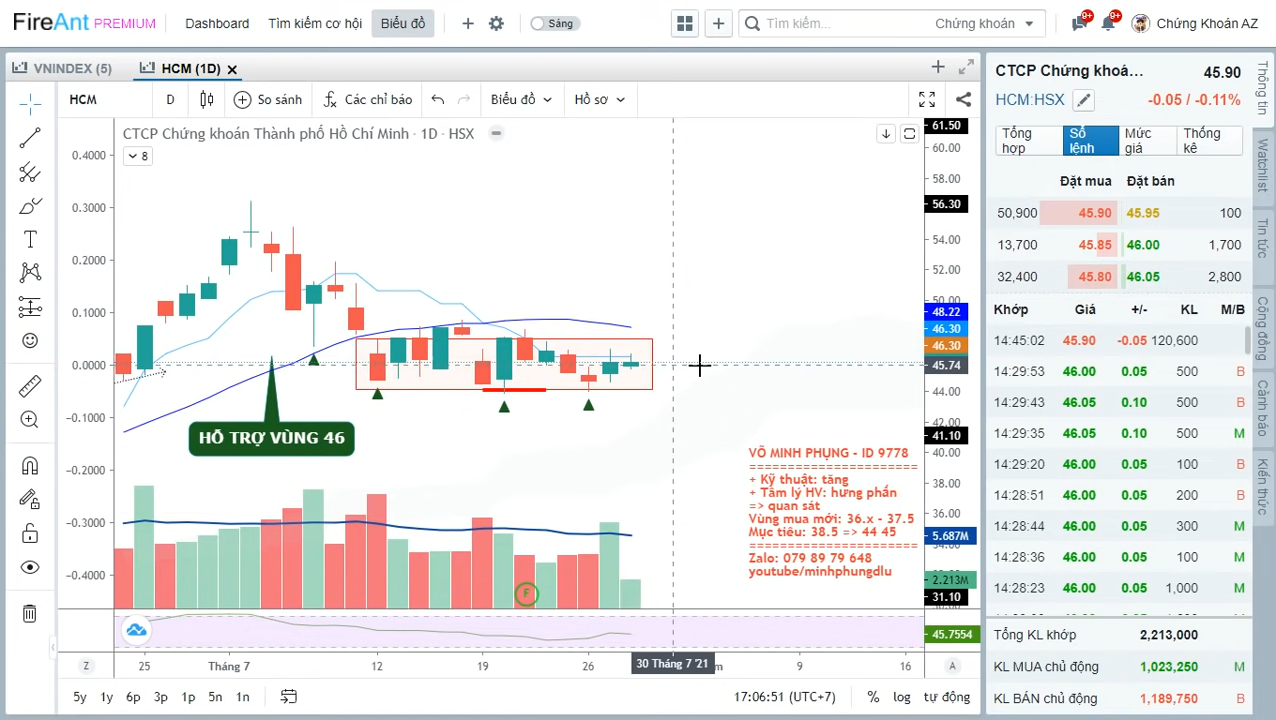 FireAnt PREMIUM Dashboard Tìm kiếm cơ hội Biểu đồ Sáng Tìm kiếm... Chứng khoán 9+ 9+ Chứng Khoán AZ
VNINDEX (5) HCM (1D)
HCM D So sánh Các chỉ báo Biểu đồ Hồ sơ
CTCP Chứng khoán Thành phố Hồ Chí Minh · 1D · HSX
8
0.4000
0.3000
0.2000
0.1000
0.0000
−0.1000
−0.2000
−0.3000
−0.4000
HỖ TRỢ VÙNG 46
F
VÕ MINH PHỤNG - ID 9778
=====================
+ Kỹ thuật: tăng
+ Tâm lý HV: hưng phấn
=> quan sát
Vùng mua mới: 36.x - 37.5
Mục tiêu: 38.5 => 44 45
=====================
Zalo: 079 89 79 648
youtube/minhphungdlu
61.50
60.00
58.00
56.30
54.00
52.00
50.00
48.22
46.30
46.30
45.74
44.00
42.00
41.10
40.00
38.00
36.00
5.687M
34.00
2.213M
31.10
45.7554
Z 25 Tháng 7 12 19 26 30 Tháng 7 '21 9 16 A
5y 1y 6p 3p 1p 5n 1n 17:06:51 (UTC+7) % log tự động
CTCP Chứng khoá... 45.90
HCM:HSX -0.05 / -0.11%
Tổng hợp
Sổ lệnh
Mức giá
Thống kê
Đặt mua Đặt bán
50,900 45.90 45.95 100
13,700 45.85 46.00 1,700
32,400 45.80 46.05 2,800
Khớp Giá +/- KL M/B
14:45:02 45.90 -0.05 120,600
14:29:53 46.00 0.05 500 B
14:29:43 46.05 0.10 500 B
14:29:35 46.05 0.10 500 M
14:29:20 46.00 0.05 100 B
14:28:51 46.00 0.05 200 B
14:28:44 46.00 0.05 300 M
14:28:36 46.00 0.05 100 M
14:28:23 46.00 0.05 1,000 M
Tổng KL khớp 2,213,000
KL MUA chủ động 1,023,250 M
KL BÁN chủ động 1,189,750 B
Thông tin
Watchlist
Tin tức
Cộng đồng
Cảnh báo
Kiến thức